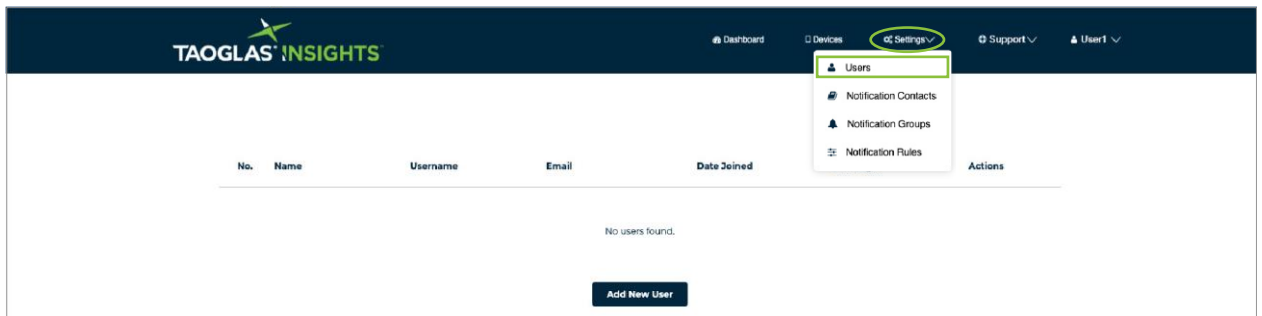 TAOGLAS INSIGHTS
Dashboard Devices Settings Support User1
Users
Notification Contacts
Notification Groups
Notification Rules
No. Name Username Email Date Joined Actions
No users found.
Add New User